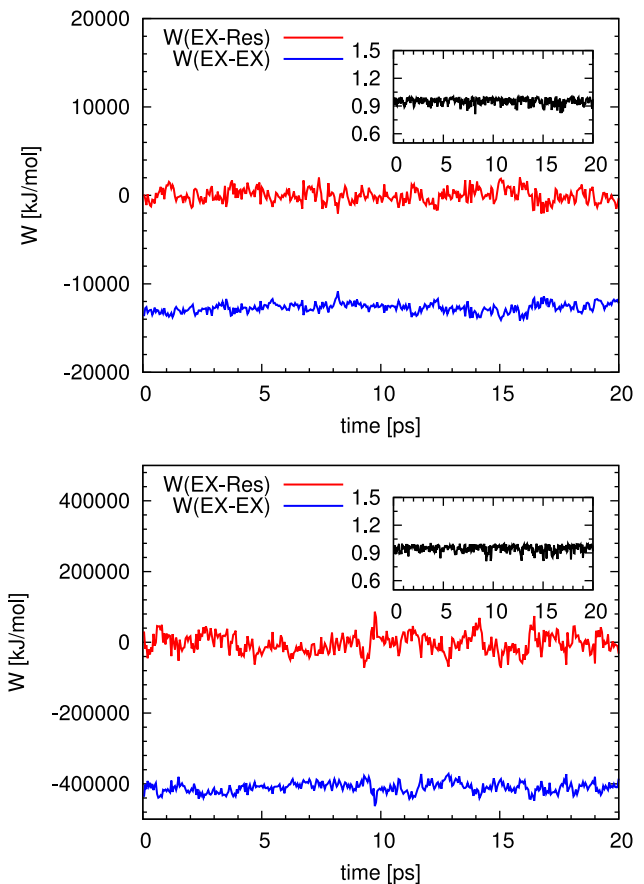 20000
10000
0
-10000
-20000
W [kJ/mol]
W(EX-Res)
W(EX-EX)
1.5
1.2
0.9
0.6
0 5 10 15 20
0 5 10 15 20
time [ps]
400000
200000
0
-200000
-400000
W [kJ/mol]
W(EX-Res)
W(EX-EX)
1.5
1.2
0.9
0.6
0 5 10 15 20
0 5 10 15 20
time [ps]